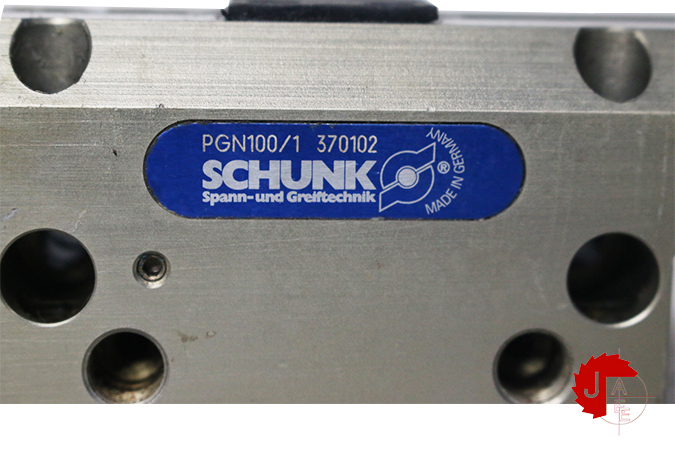 PGN100/1 370102
SCHUNK ®
Spann-und Greiftechnik
MADE IN GERMANY
J A
E